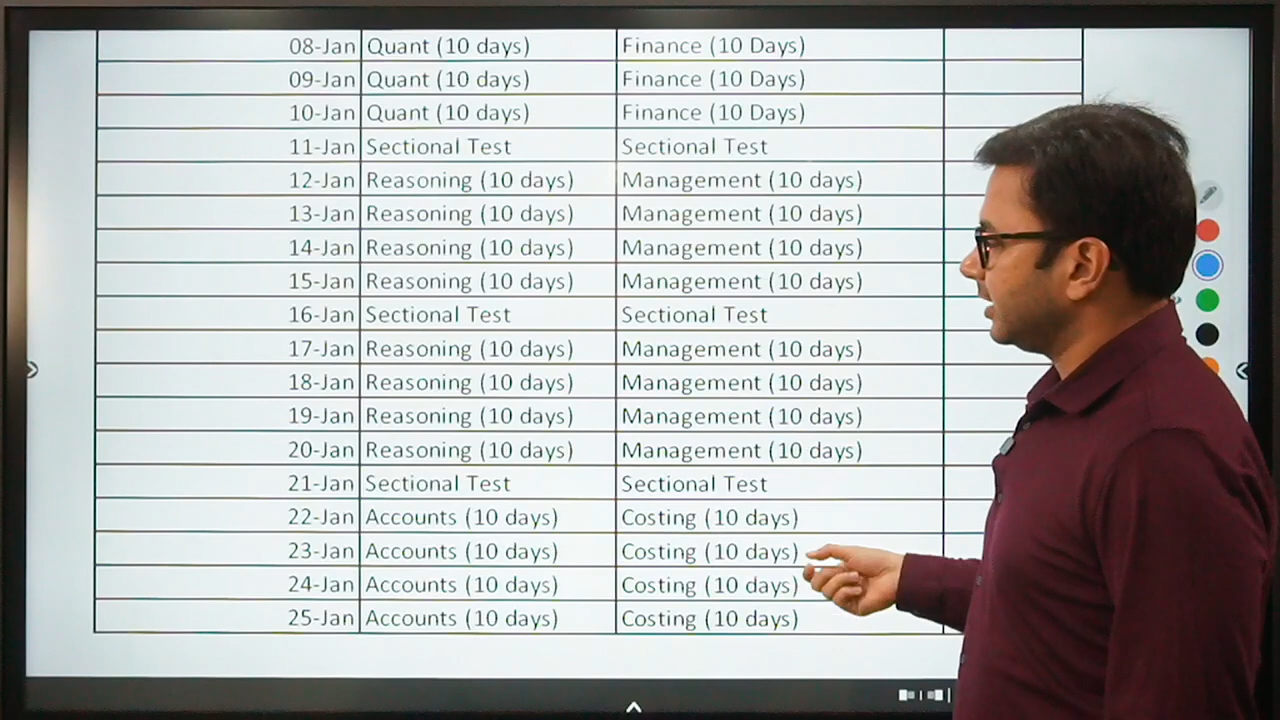 08-Jan Quant (10 days) Finance (10 Days)
09-Jan Quant (10 days) Finance (10 Days)
10-Jan Quant (10 days) Finance (10 Days)
11-Jan Sectional Test Sectional Test
12-Jan Reasoning (10 days) Management (10 days)
13-Jan Reasoning (10 days) Management (10 days)
14-Jan Reasoning (10 days) Management (10 days)
15-Jan Reasoning (10 days) Management (10 days)
16-Jan Sectional Test Sectional Test
17-Jan Reasoning (10 days) Management (10 days)
18-Jan Reasoning (10 days) Management (10 days)
19-Jan Reasoning (10 days) Management (10 days)
20-Jan Reasoning (10 days) Management (10 days)
21-Jan Sectional Test Sectional Test
22-Jan Accounts (10 days) Costing (10 days)
23-Jan Accounts (10 days) Costing (10 days)
24-Jan Accounts (10 days) Costing (10 days)
25-Jan Accounts (10 days) Costing (10 days)